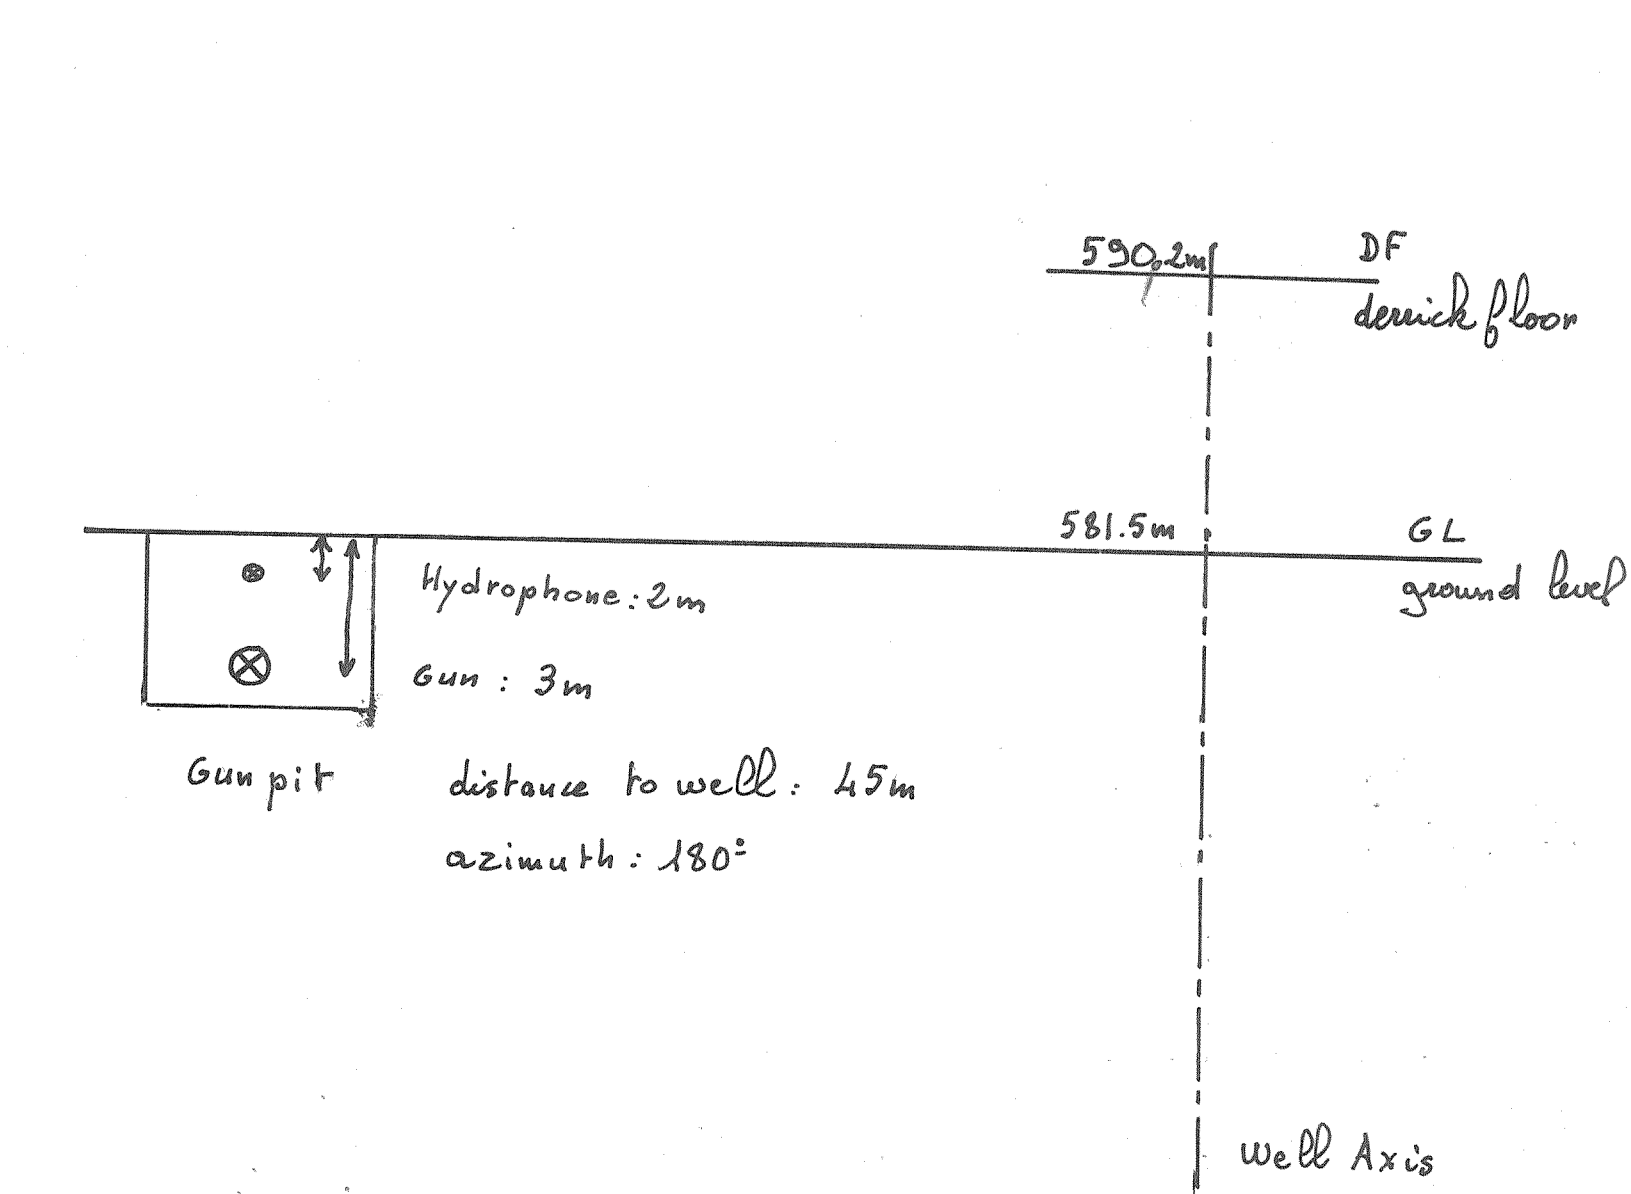 590.2m DF
derrick floor
581.5m GL
ground level
Hydrophone: 2m
Gun : 3m
Gun pit
distance to well: 45m
azimuth: 180°
well Axis